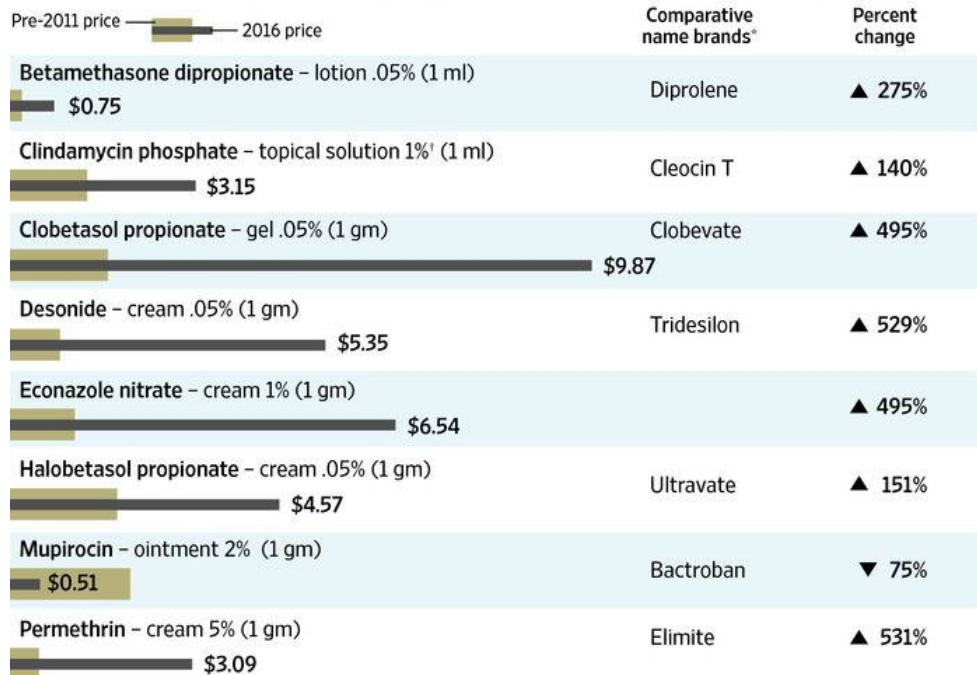 Pre-2011 price
2016 price
Comparative
name brands*
Percent
change
Betamethasone dipropionate – lotion .05% (1 ml)
$0.75
Diprolene
▲ 275%
Clindamycin phosphate – topical solution 1%† (1 ml)
$3.15
Cleocin T
▲ 140%
Clobetasol propionate – gel .05% (1 gm)
$9.87
Clobevate
▲ 495%
Desonide – cream .05% (1 gm)
$5.35
Tridesilon
▲ 529%
Econazole nitrate – cream 1% (1 gm)
$6.54
▲ 495%
Halobetasol propionate – cream .05% (1 gm)
$4.57
Ultravate
▲ 151%
Mupirocin – ointment 2% (1 gm)
$0.51
Bactroban
▼ 75%
Permethrin – cream 5% (1 gm)
$3.09
Elimite
▲ 531%